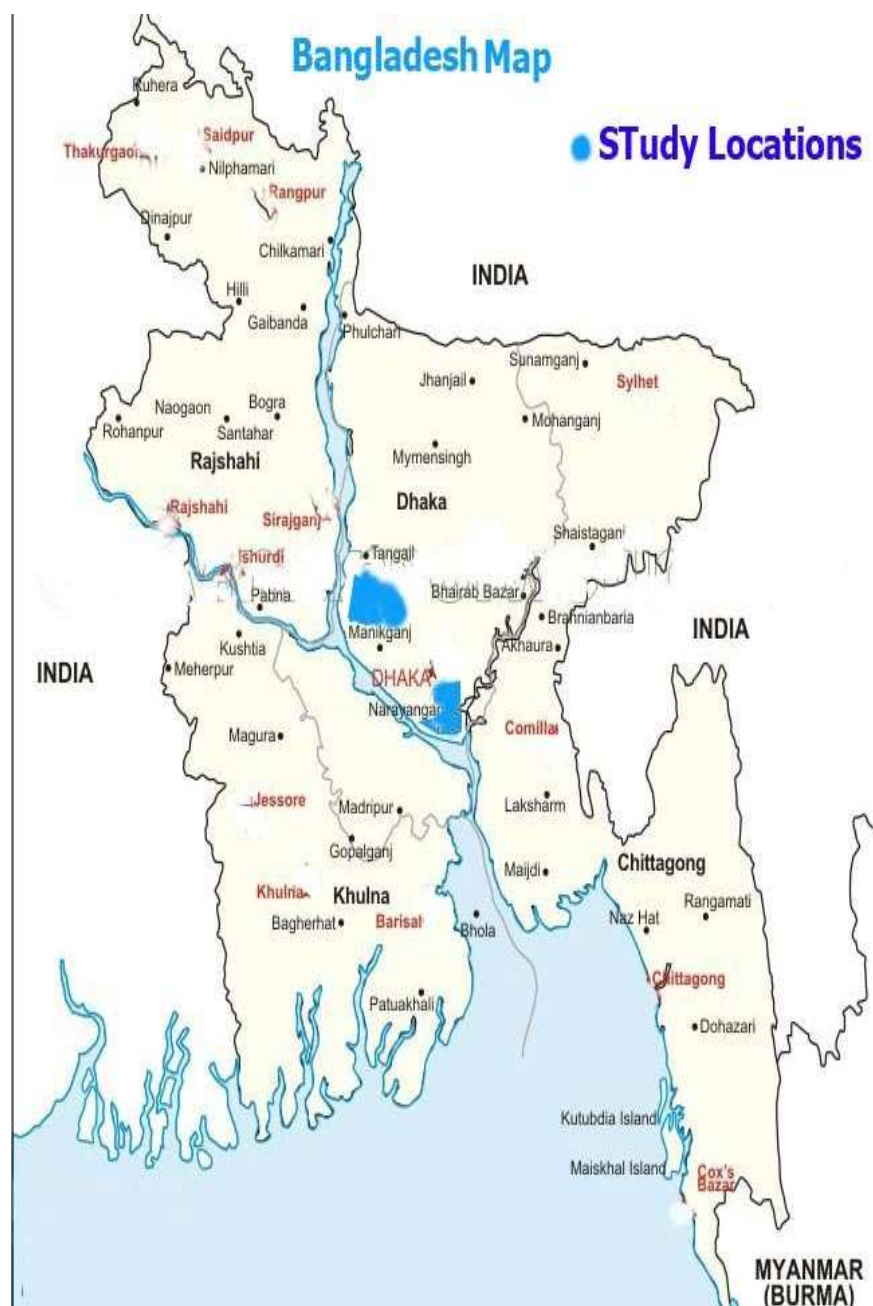 Bangladesh Map
STudy Locations
Ruhera
Saidpur
Thakurgaon
Nilphamari
Rangpur
Dinajpur
Chilkamari
INDIA
Hilli
Gaibanda
Phulchari
Sunamganj
Jhanjail
Sylhet
Naogaon
Bogra
Rohanpur
Santahar
Mohanganj
Mymensingh
Rajshahi
Dhaka
Rajshahi
Sirajganj
Shaistaganj
Ishurdi
Tangail
Pabna
Bhairab Bazar
Brahnianbaria
Manikganj
Kushtia
Akhaura
INDIA
INDIA
Meherpur
DHAKA
Narayanganj
Magura
Comilla
Jessore
Madripur
Laksharm
Gopalganj
Maijdi
Chittagong
Khulna
Khulna
Rangamati
Bagherhat
Barisal
Bhola
Naz Hat
Chittagong
Patuakhali
Dohazari
Kutubdia Island
Maiskhal Island
Cox's
Bazar
MYANMAR
(BURMA)